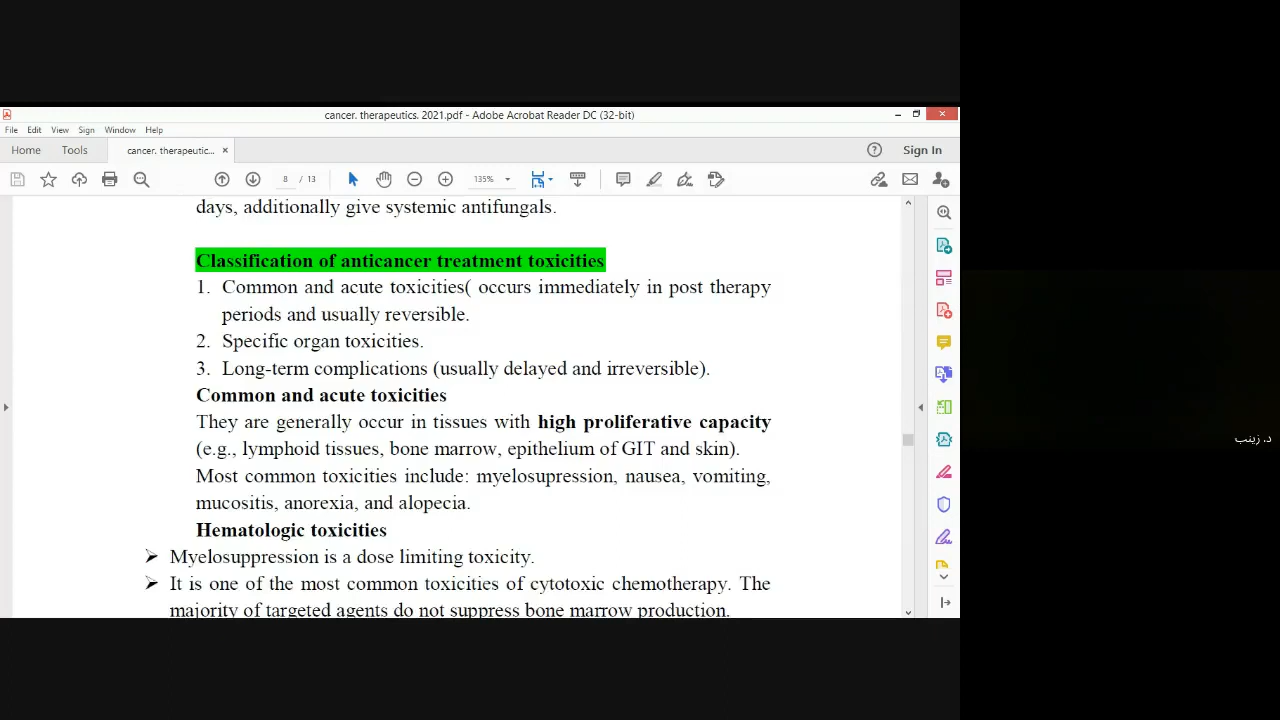 cancer. therapeutics. 2021.pdf - Adobe Acrobat Reader DC (32-bit)
File Edit View Sign Window Help
Home Tools cancer. therapeutic... × Sign In
8 / 13 135%
days, additionally give systemic antifungals.
Classification of anticancer treatment toxicities
1. Common and acute toxicities( occurs immediately in post therapy
periods and usually reversible.
2. Specific organ toxicities.
3. Long-term complications (usually delayed and irreversible).
Common and acute toxicities
They are generally occur in tissues with high proliferative capacity
(e.g., lymphoid tissues, bone marrow, epithelium of GIT and skin).
Most common toxicities include: myelosupression, nausea, vomiting,
mucositis, anorexia, and alopecia.
Hematologic toxicities
➢ Myelosuppression is a dose limiting toxicity.
➢ It is one of the most common toxicities of cytotoxic chemotherapy. The
majority of targeted agents do not suppress bone marrow production.
د. زينب